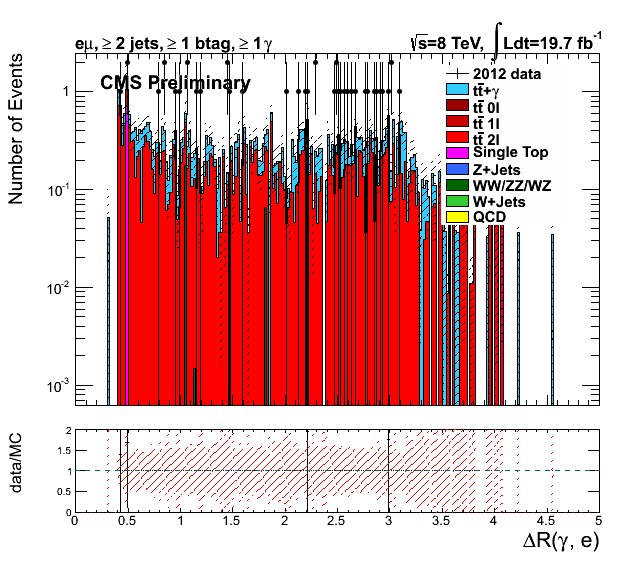 eμ, ≥ 2 jets, ≥ 1 btag, ≥ 1 γ
√s=8 TeV, ∫ Ldt=19.7 fb⁻¹
CMS Preliminary
Number of Events
1
10⁻¹
10⁻²
10⁻³
2012 data
tt̄+γ
tt̄ 0l
tt̄ 1l
tt̄ 2l
Single Top
Z+Jets
WW/ZZ/WZ
W+Jets
QCD
data/MC
2
1.5
1
0.5
0
0 0.5 1 1.5 2 2.5 3 3.5 4 4.5 5
ΔR(γ, e)